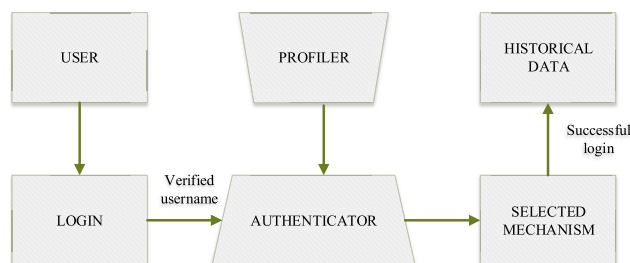 USER
PROFILER
HISTORICAL
DATA
Successful
login
Verified
username
LOGIN
AUTHENTICATOR
SELECTED
MECHANISM